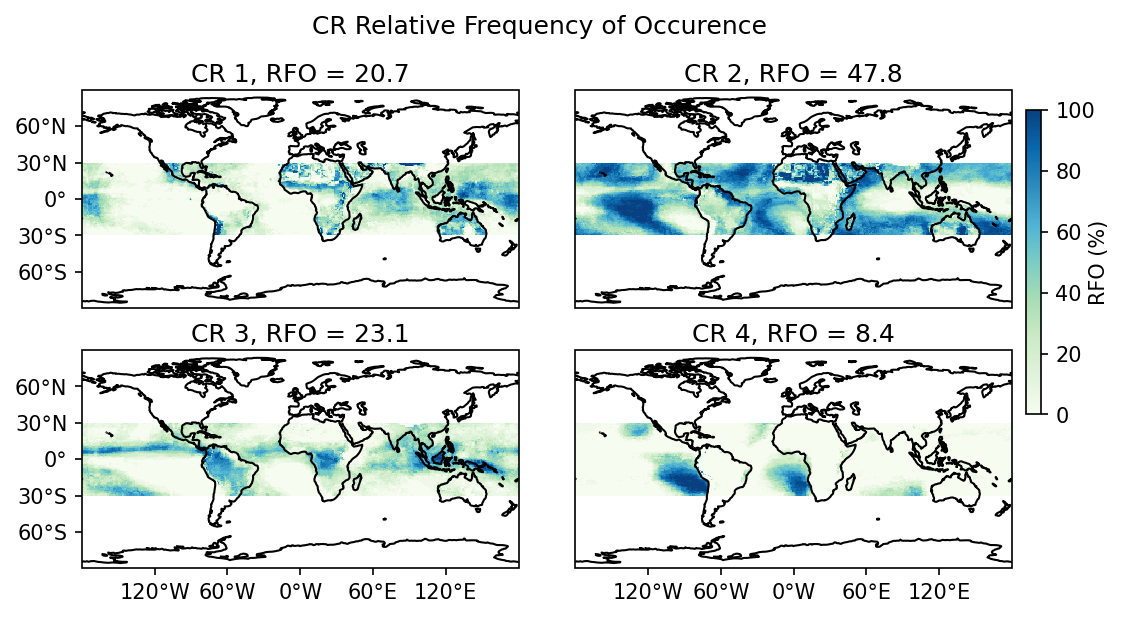 CR Relative Frequency of Occurence
CR 1, RFO = 20.7
60°N
30°N
0°
30°S
60°S
CR 2, RFO = 47.8
100
80
60
40
20
0
RFO (%)
CR 3, RFO = 23.1
60°N
30°N
0°
30°S
60°S
120°W 60°W 0°W 60°E 120°E
CR 4, RFO = 8.4
120°W 60°W 0°W 60°E 120°E